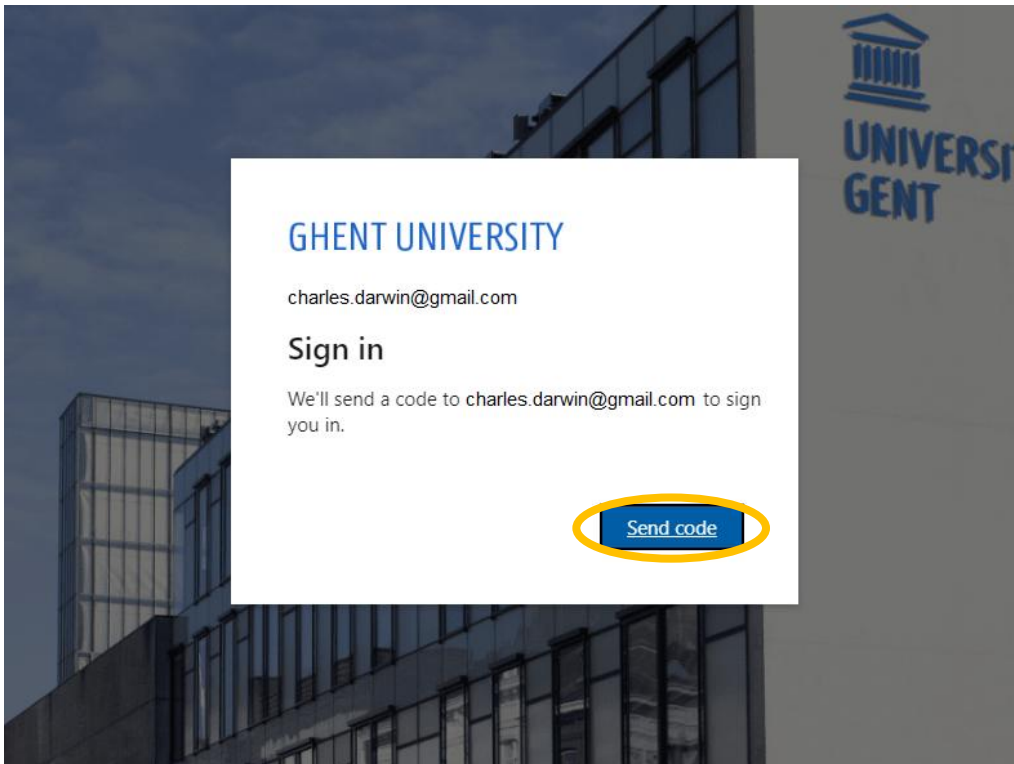 UNIVERSI
GENT
GHENT UNIVERSITY
charles.darwin@gmail.com
Sign in
We'll send a code to charles.darwin@gmail.com to sign
you in.
Send code